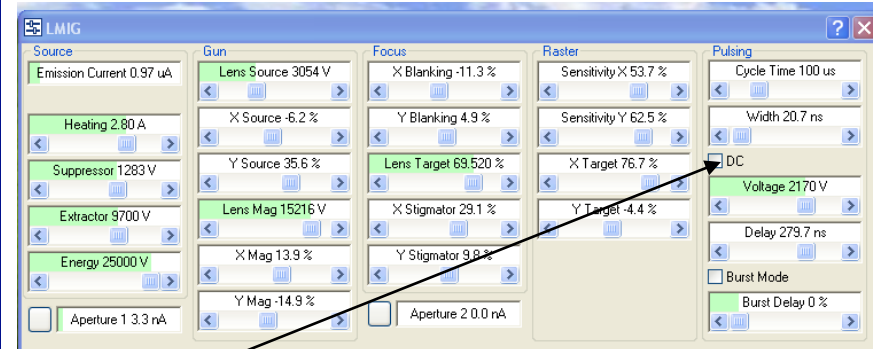 LMIG
Source
Emission Current 0.97 uA
Heating 2.80 A
Suppressor 1283 V
Extractor 9700 V
Energy 25000 V
Aperture 1 3.3 nA
Gun
Lens Source 3054 V
X Source -6.2 %
Y Source 35.6 %
Lens Mag 15216 V
X Mag 13.9 %
Y Mag -14.9 %
Focus
X Blanking -11.3 %
Y Blanking 4.9 %
Lens Target 69.520 %
X Stigmator 29.1 %
Y Stigmator 9.8 %
Aperture 2 0.0 nA
Raster
Sensitivity X 53.7 %
Sensitivity Y 62.5 %
X Target 76.7 %
Y Target -4.4 %
Pulsing
Cycle Time 100 us
Width 20.7 ns
DC
Voltage 2170 V
Delay 279.7 ns
Burst Mode
Burst Delay 0 %